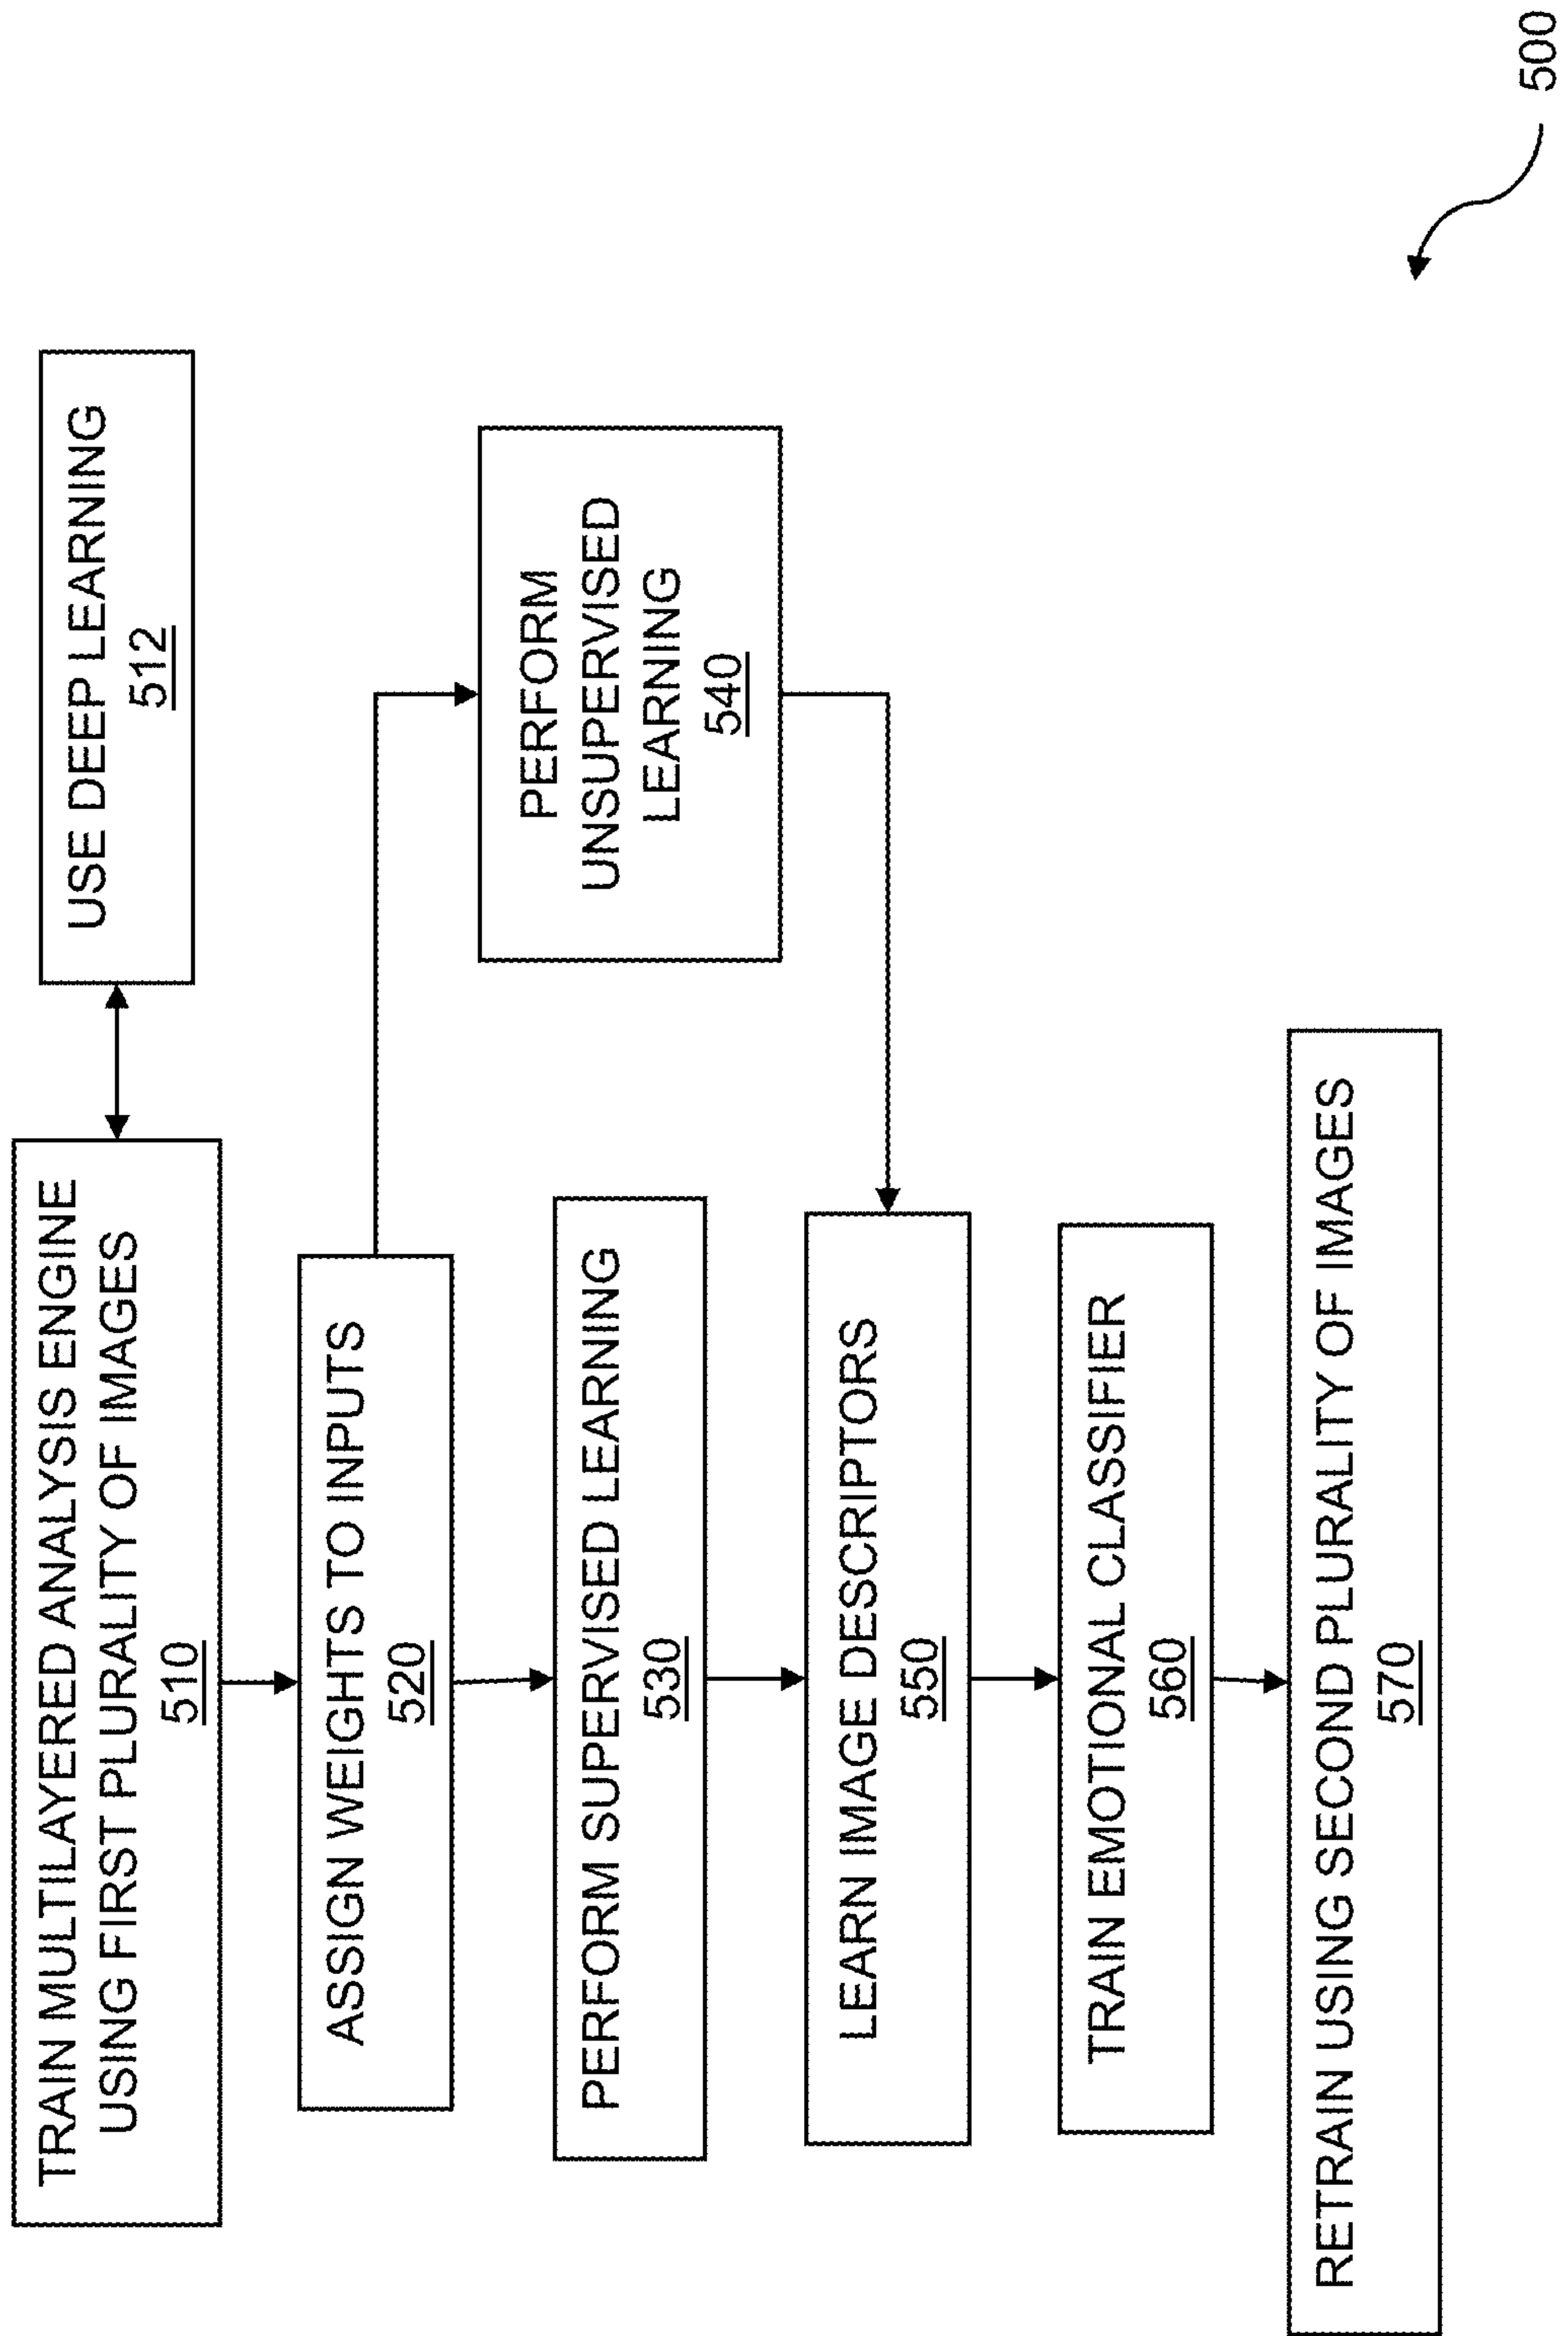 TRAIN MULTILAYERED ANALYSIS ENGINE
USING FIRST PLURALITY OF IMAGES
510
USE DEEP LEARNING
512
ASSIGN WEIGHTS TO INPUTS
520
PERFORM SUPERVISED LEARNING
530
PERFORM
UNSUPERVISED
LEARNING
540
LEARN IMAGE DESCRIPTORS
550
TRAIN EMOTIONAL CLASSIFIER
560
RETRAIN USING SECOND PLURALITY OF IMAGES
570
500